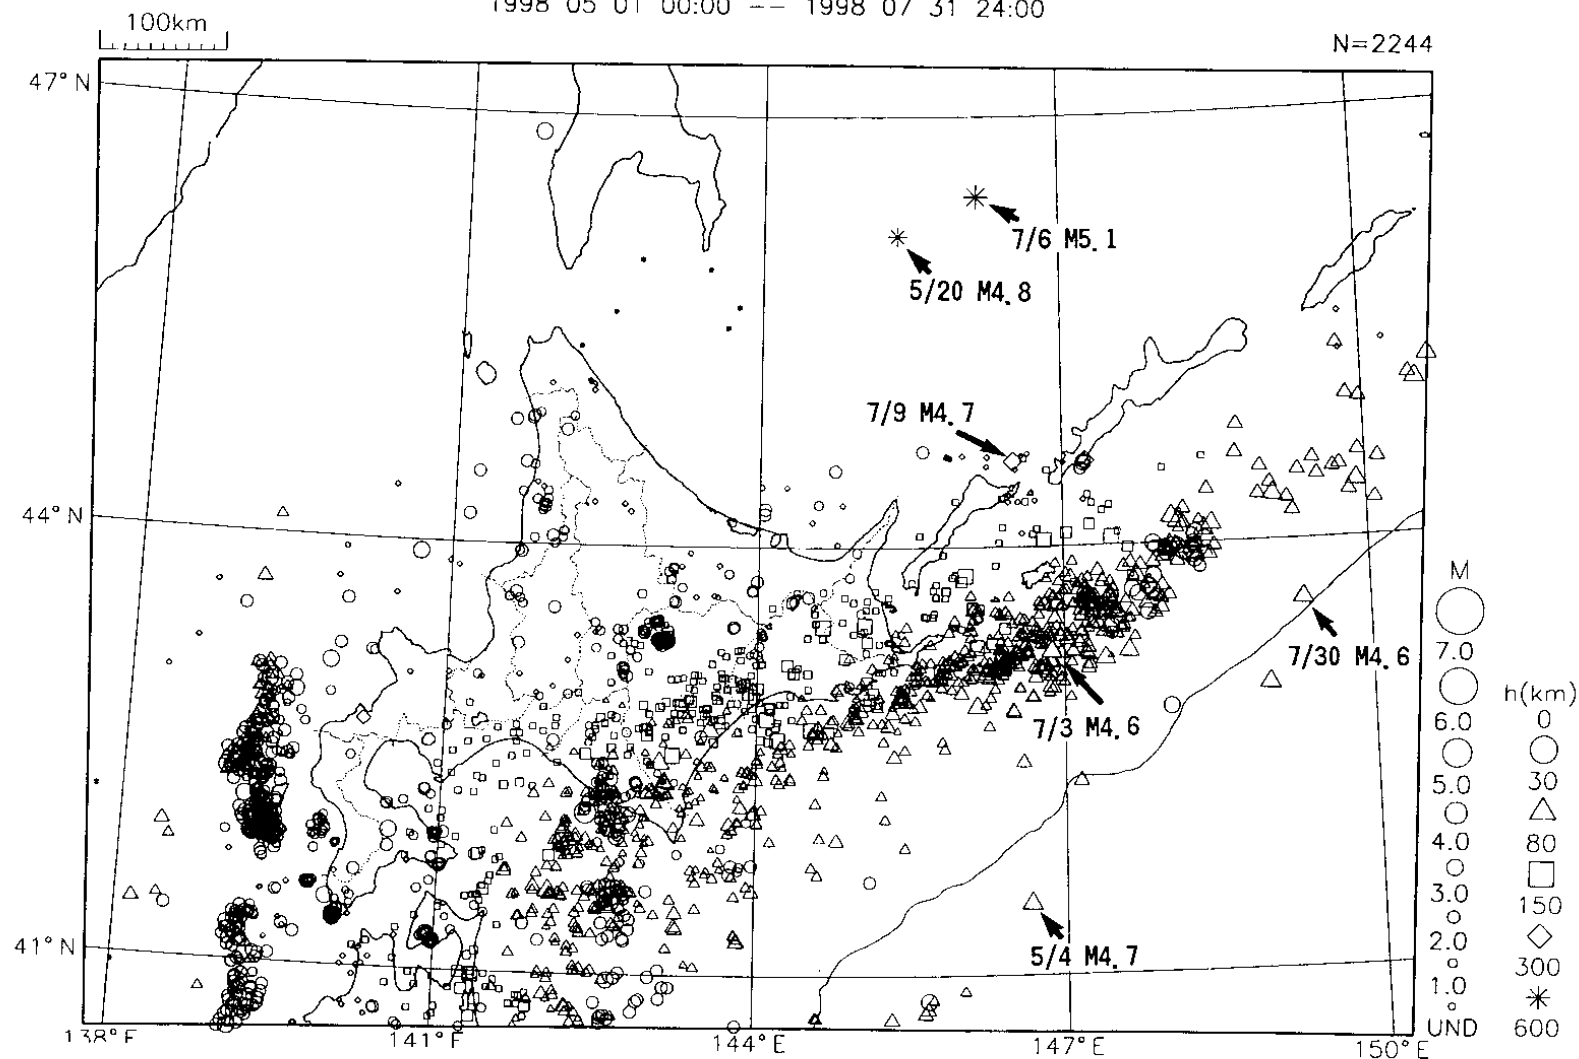 1998 05 01 00:00 -- 1998 07 31 24:00
100km
N=2244
47°N
7/6 M5.1
5/20 M4.8
7/9 M4.7
44°N
M
7/30 M4.6
7.0
h(km)
7/3 M4.6
6.0
0
5.0
30
4.0
80
3.0
150
41°N
5/4 M4.7
2.0
300
1.0
UND
600
138°E
141°E
144°E
147°E
150°E